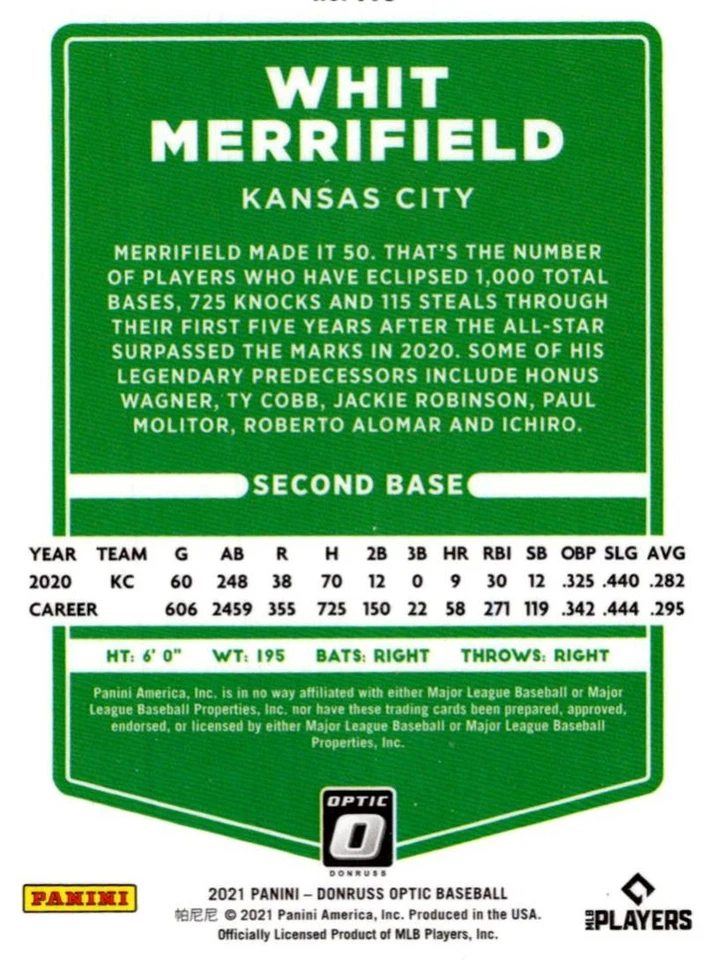 WHIT
MERRIFIELD
KANSAS CITY
MERRIFIELD MADE IT 50. THAT'S THE NUMBER
OF PLAYERS WHO HAVE ECLIPSED 1,000 TOTAL
BASES, 725 KNOCKS AND 115 STEALS THROUGH
THEIR FIRST FIVE YEARS AFTER THE ALL-STAR
SURPASSED THE MARKS IN 2020. SOME OF HIS
LEGENDARY PREDECESSORS INCLUDE HONUS
WAGNER, TY COBB, JACKIE ROBINSON, PAUL
MOLITOR, ROBERTO ALOMAR AND ICHIRO.
SECOND BASE
YEAR TEAM G AB R H 2B 3B HR RBI SB OBP SLG AVG
2020 KC 60 248 38 70 12 0 9 30 12 .325 .440 .282
CAREER 606 2459 355 725 150 22 58 271 119 .342 .444 .295
HT: 6' 0" WT: 195 BATS: RIGHT THROWS: RIGHT
Panini America, Inc. is in no way affiliated with either Major League Baseball or Major
League Baseball Properties, Inc. nor have these trading cards been prepared, approved,
endorsed, or licensed by either Major League Baseball or Major League Baseball
Properties, Inc.
OPTIC
O
DONRUSS
PANINI
2021 PANINI – DONRUSS OPTIC BASEBALL
帕尼尼 © 2021 Panini America, Inc. Produced in the USA.
Officially Licensed Product of MLB Players, Inc.
MLB PLAYERS